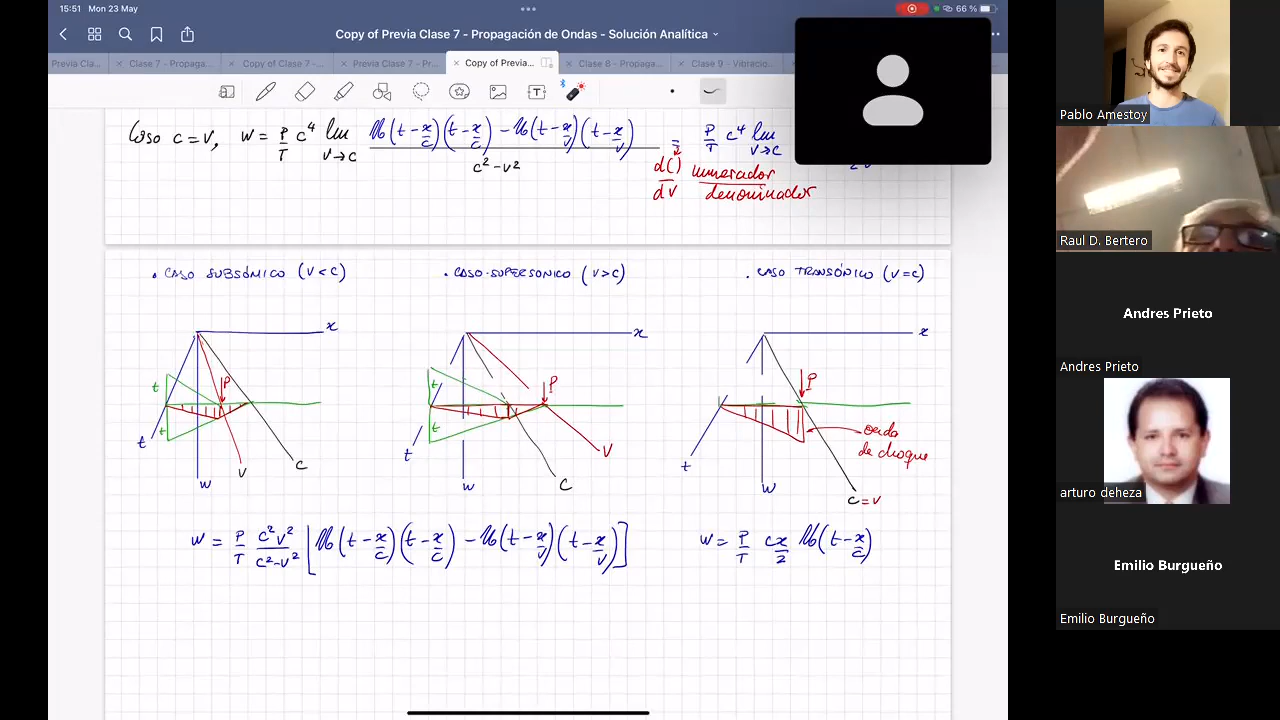 15:51 Mon 23 May
66 %
Copy of Previa Clase 7 - Propagación de Ondas - Solución Analítica
Previa Cla... Clase 7 - Propaga... Copy of Clase 7 -... Previa Clase 7 - Pr... Copy of Previa... Clase 8 - Propaga... Clase 9 - Vibracio...
Caso c = v, w = P/T c⁴ lim v→c [𝒰(t - x/c)(t - x/c) - 𝒰(t - x/v)(t - x/v)] / (c² - v²) = P/T c⁴ lim v→c
d()/dv numerador / denominador
. CASO SUBSÓNICO (V < C) . CASO SUPERSÓNICO (V > C) . CASO TRANSÓNICO (V = C)
x x x
t P t P P
t t onda
t t t de choque
w v c w c v w c = v
w = P/T c²v²/(c² - v²) [𝒰(t - x/c)(t - x/c) - 𝒰(t - x/v)(t - x/v)] w = P/T cx/2 𝒰(t - x/c)
Pablo Amestoy
Raul D. Bertero
Andres Prieto
Andres Prieto
arturo deheza
Emilio Burgueño
Emilio Burgueño